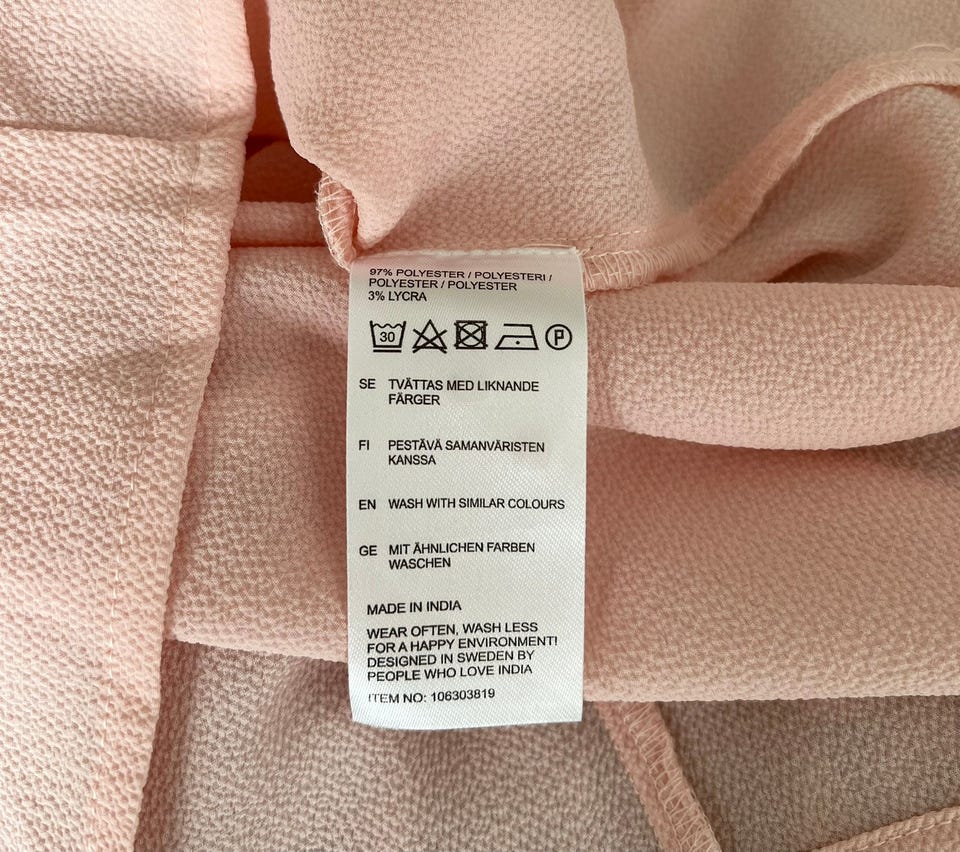 97% POLYESTER / POLYESTERI /
POLYESTER / POLYESTER
3% LYCRA
30 P
SE TVÄTTAS MED LIKNANDE
FÄRGER
FI PESTÄVÄ SAMANVÄRISTEN
KANSSA
EN WASH WITH SIMILAR COLOURS
GE MIT ÄHNLICHEN FARBEN
WASCHEN
MADE IN INDIA
WEAR OFTEN, WASH LESS
FOR A HAPPY ENVIRONMENT!
DESIGNED IN SWEDEN BY
PEOPLE WHO LOVE INDIA
ITEM NO: 106303819